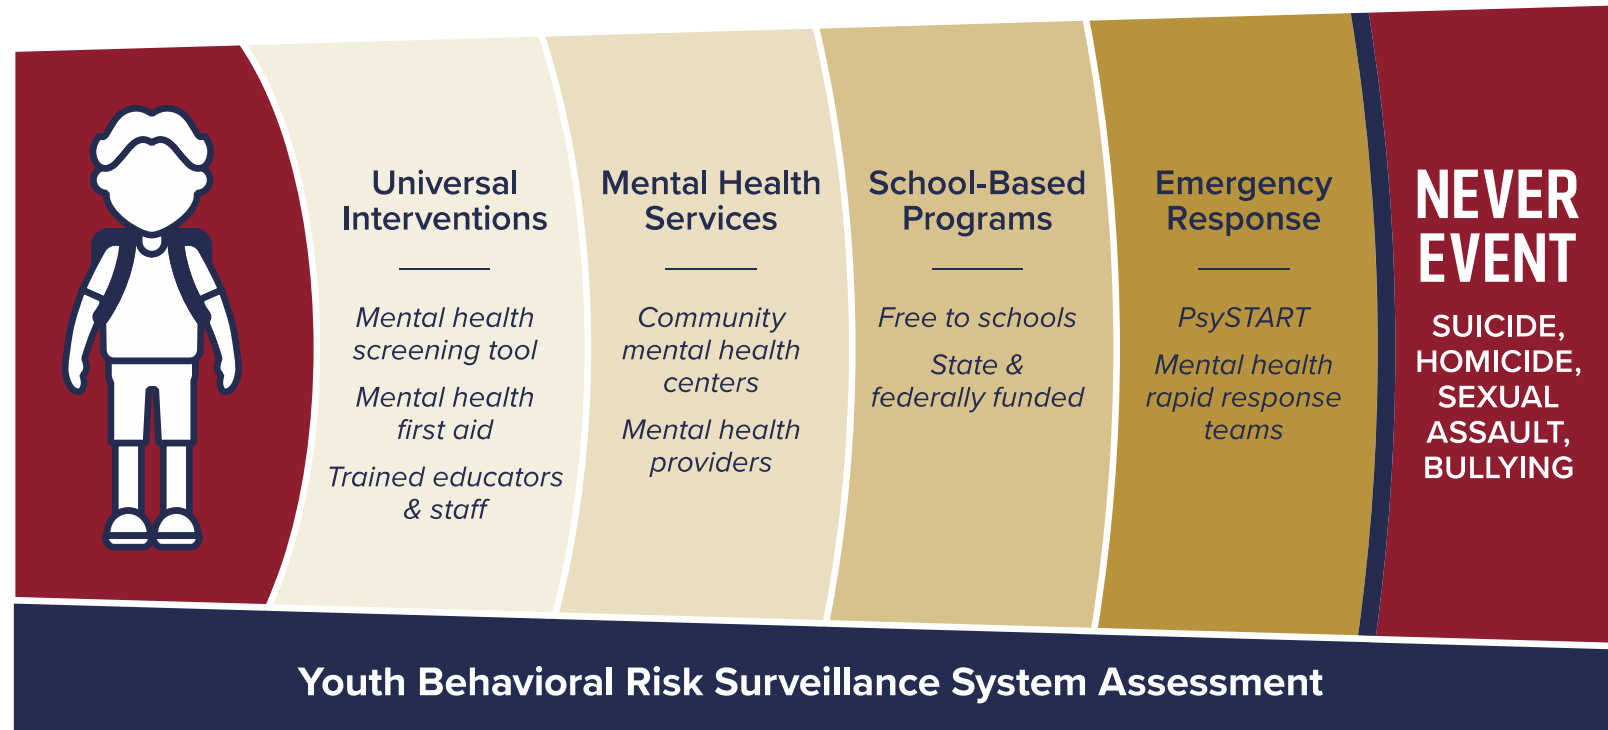 Universal
Interventions
Mental health
screening tool
Mental health
first aid
Trained educators
& staff
Mental Health
Services
Community
mental health
centers
Mental health
providers
School-Based
Programs
Free to schools
State &
federally funded
Emergency
Response
PsySTART
Mental health
rapid response
teams
NEVER
EVENT
SUICIDE,
HOMICIDE,
SEXUAL
ASSAULT,
BULLYING
Youth Behavioral Risk Surveillance System Assessment